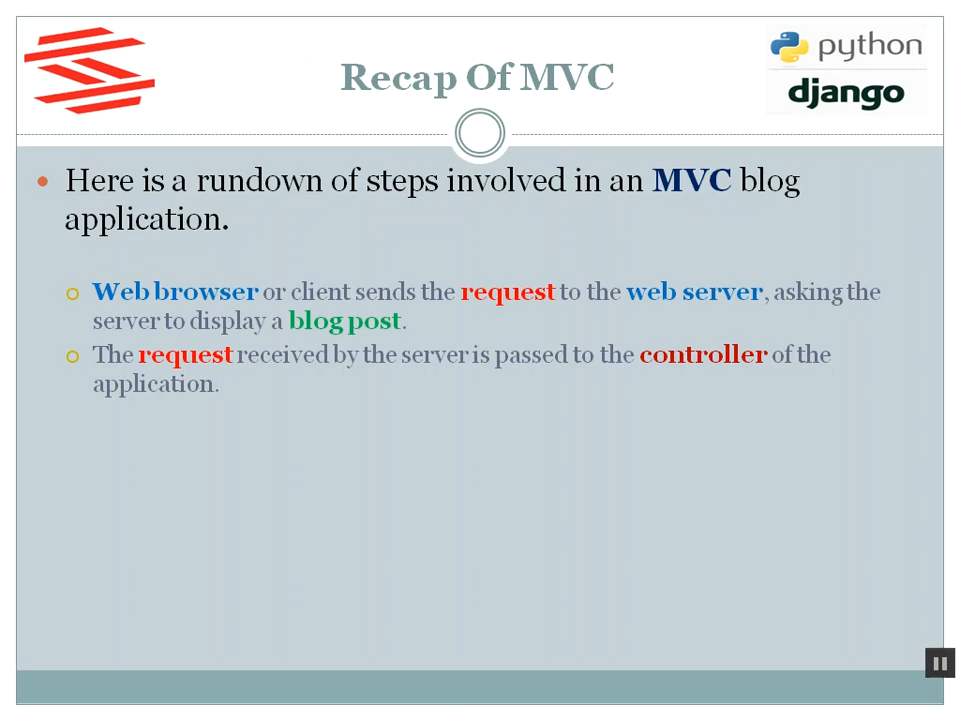 Recap Of MVC
python
django
Here is a rundown of steps involved in an MVC blog
application.
Web browser or client sends the request to the web server, asking the
server to display a blog post.
The request received by the server is passed to the controller of the
application.